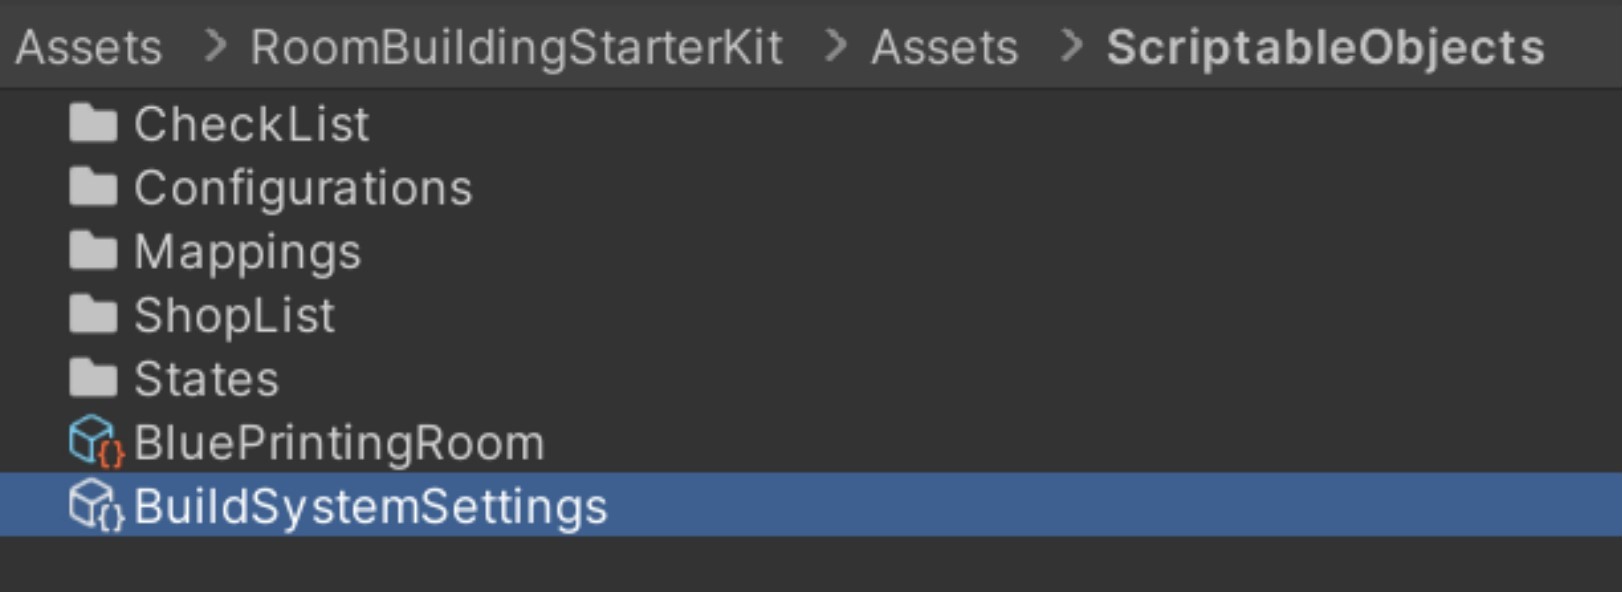 Assets > RoomBuildingStarterKit > Assets > ScriptableObjects
CheckList
Configurations
Mappings
ShopList
States
BluePrintingRoom
BuildSystemSettings